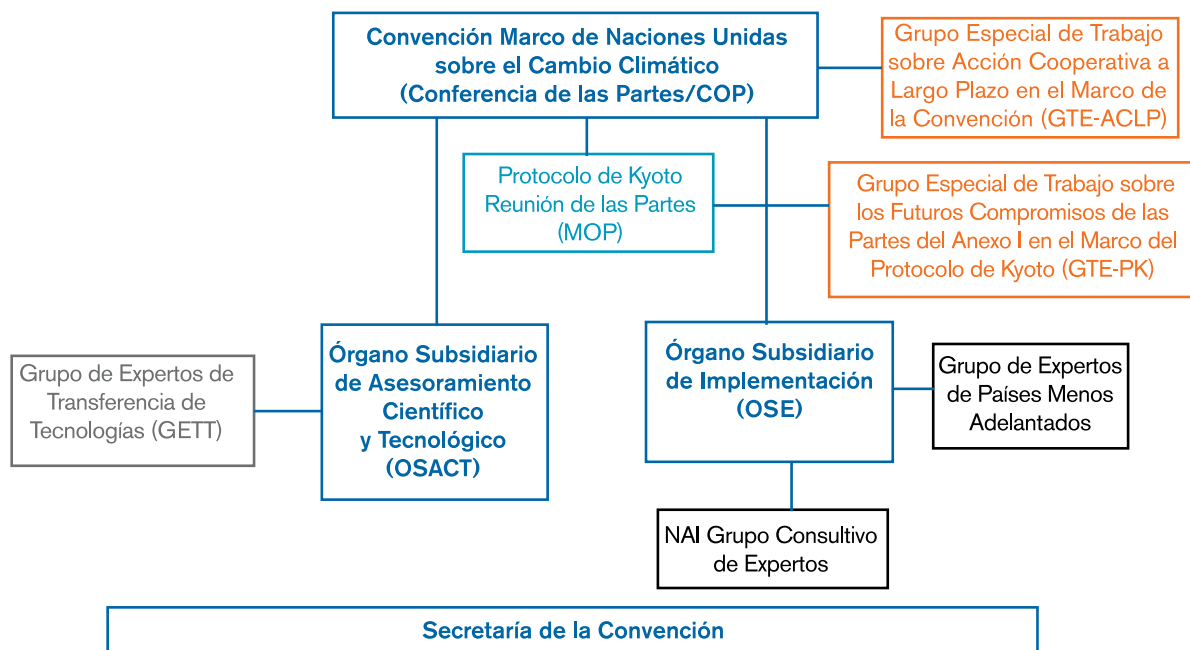 Convención Marco de Naciones Unidas
sobre el Cambio Climático
(Conferencia de las Partes/COP)
Grupo Especial de Trabajo
sobre Acción Cooperativa a
Largo Plazo en el Marco de
la Convención (GTE-ACLP)
Protocolo de Kyoto
Reunión de las Partes
(MOP)
Grupo Especial de Trabajo sobre
los Futuros Compromisos de las
Partes del Anexo I en el Marco del
Protocolo de Kyoto (GTE-PK)
Grupo de Expertos de
Transferencia de
Tecnologías (GETT)
Órgano Subsidiario
de Asesoramiento
Científico
y Tecnológico
(OSACT)
Órgano Subsidiario
de Implementación
(OSE)
Grupo de Expertos
de Países Menos
Adelantados
NAI Grupo Consultivo
de Expertos
Secretaría de la Convención